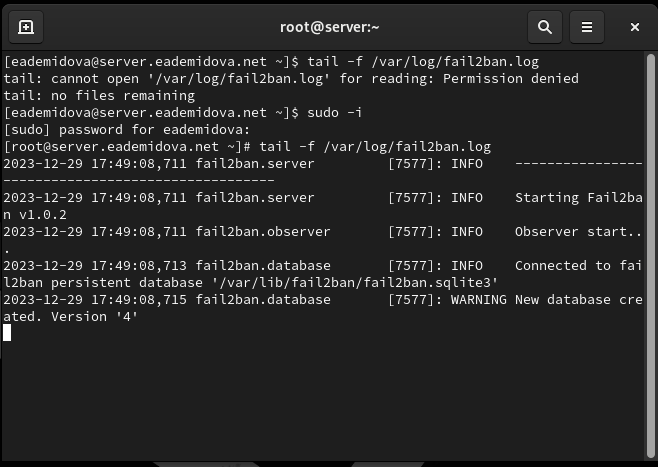 root@server:~
[eademidova@server.eademidova.net ~]$ tail -f /var/log/fail2ban.log
tail: cannot open '/var/log/fail2ban.log' for reading: Permission denied
tail: no files remaining
[eademidova@server.eademidova.net ~]$ sudo -i
[sudo] password for eademidova:
[root@server.eademidova.net ~]# tail -f /var/log/fail2ban.log
2023-12-29 17:49:08,711 fail2ban.server         [7577]: INFO    ----------------
----------------------------------
2023-12-29 17:49:08,711 fail2ban.server         [7577]: INFO    Starting Fail2ba
n v1.0.2
2023-12-29 17:49:08,711 fail2ban.observer       [7577]: INFO    Observer start..
.
2023-12-29 17:49:08,713 fail2ban.database       [7577]: INFO    Connected to fai
l2ban persistent database '/var/lib/fail2ban/fail2ban.sqlite3'
2023-12-29 17:49:08,715 fail2ban.database       [7577]: WARNING New database cre
ated. Version '4'